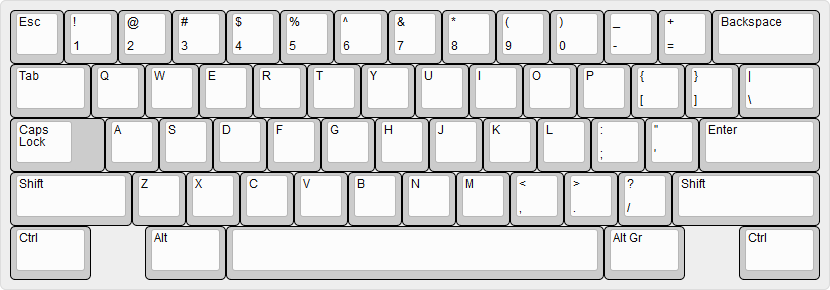 Esc ! @ # $ % ^ & * ( ) _ + Backspace
1 2 3 4 5 6 7 8 9 0 - =
Tab Q W E R T Y U I O P { } |
[ ] \
Caps A S D F G H J K L : " Enter
Lock ; '
Shift Z X C V B N M < > ? Shift
, . /
Ctrl Alt Alt Gr Ctrl